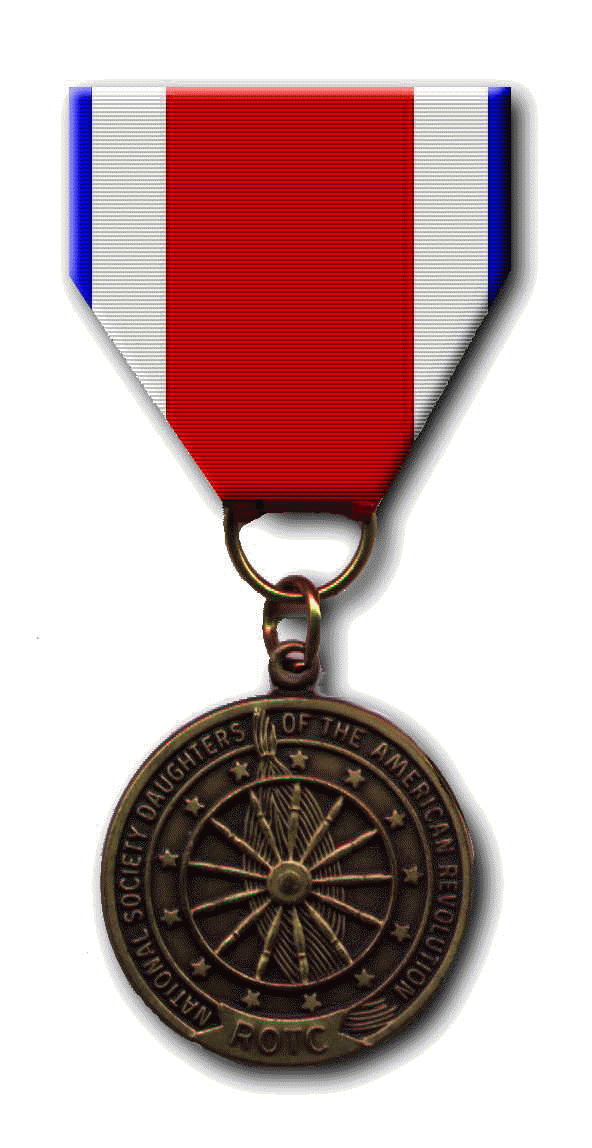 NATIONAL SOCIETY DAUGHTERS OF THE AMERICAN REVOLUTION
ROTC